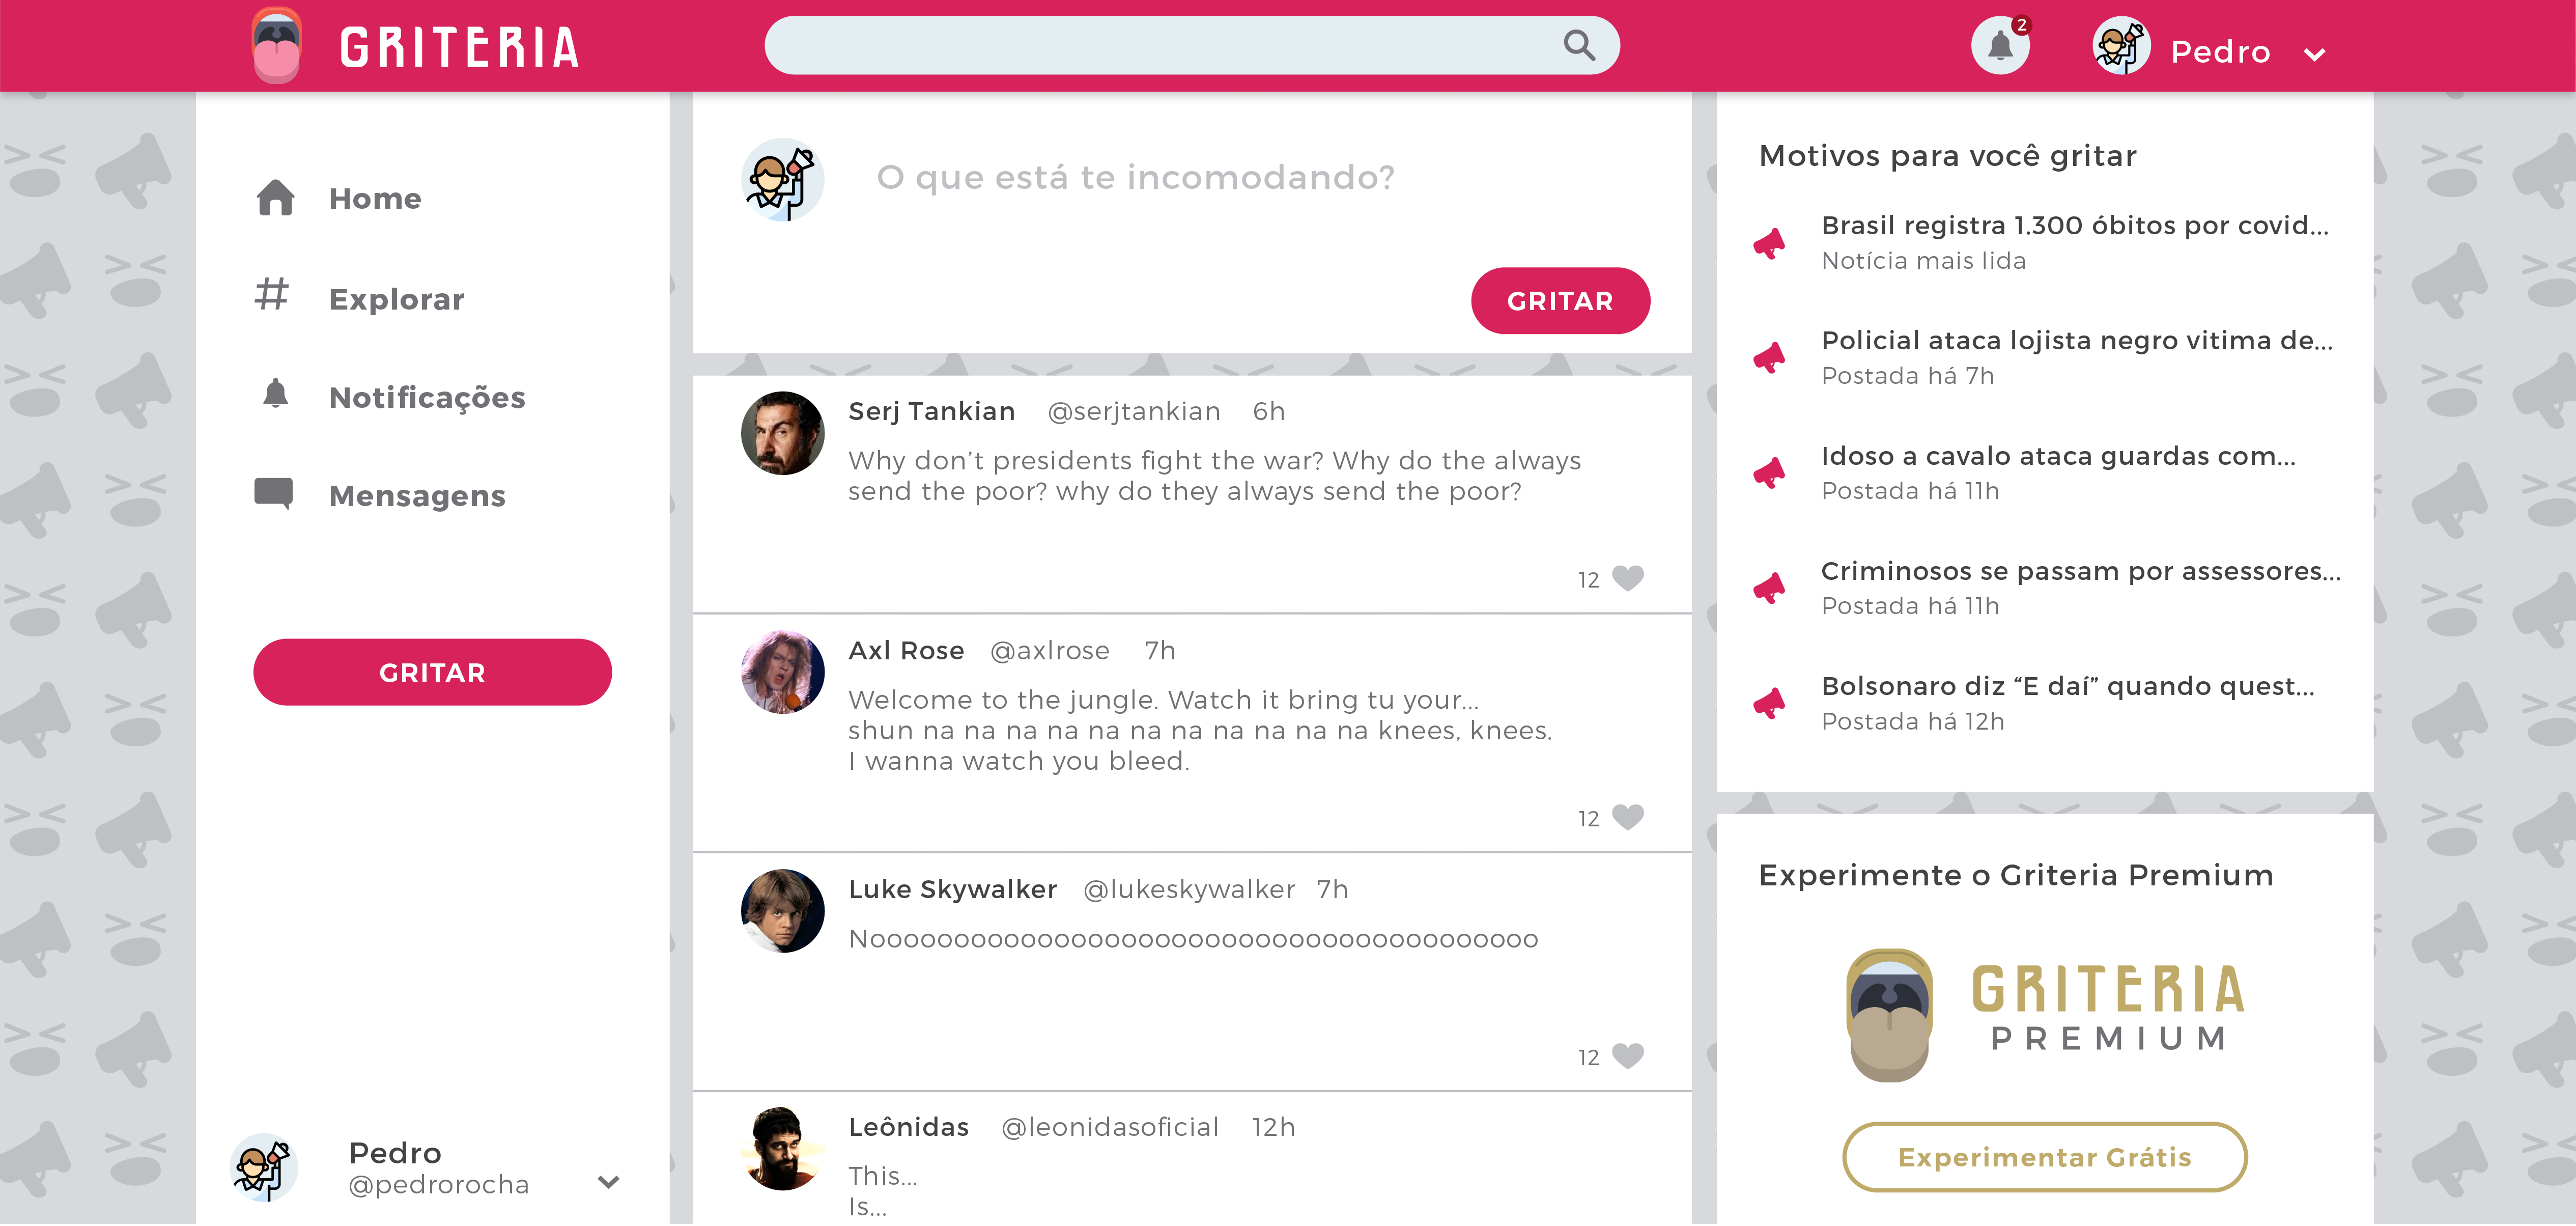 GRITERIA
2
Pedro
Home
Explorar
Notificações
Mensagens
GRITAR
Pedro
@pedrorocha
O que está te incomodando?
GRITAR
Serj Tankian @serjtankian 6h
Why don’t presidents fight the war? Why do the always
send the poor? why do they always send the poor?
12
Axl Rose @axlrose 7h
Welcome to the jungle. Watch it bring tu your...
shun na na na na na na na na na na na knees, knees.
I wanna watch you bleed.
12
Luke Skywalker @lukeskywalker 7h
Noooooooooooooooooooooooooooooooooooooooo
12
Leônidas @leonidasoficial 12h
This...
Is...
Motivos para você gritar
Brasil registra 1.300 óbitos por covid...
Notícia mais lida
Policial ataca lojista negro vitima de...
Postada há 7h
Idoso a cavalo ataca guardas com...
Postada há 11h
Criminosos se passam por assessores...
Postada há 11h
Bolsonaro diz “E daí” quando quest...
Postada há 12h
Experimente o Griteria Premium
GRITERIA
PREMIUM
Experimentar Grátis